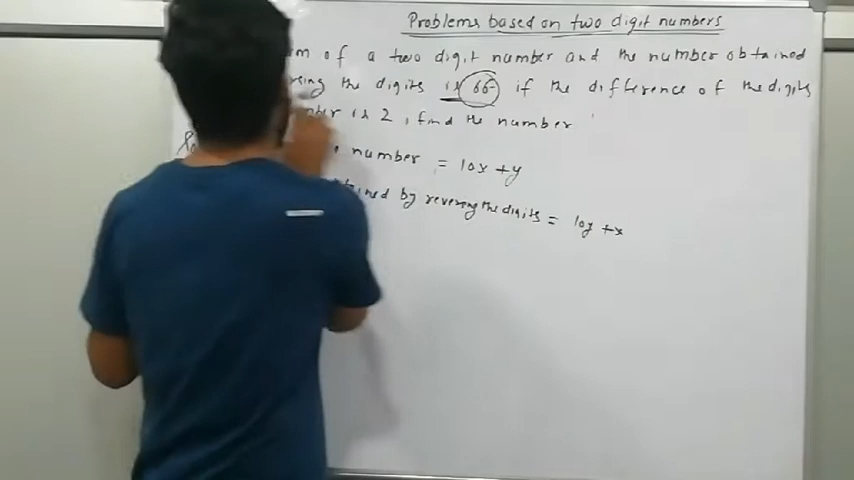 Problems based on two digit numbers
of a two digit number and the number obtained
the digits is 66 if the difference of the digits
is 2 , find the number
number = 10x + y
by reversing the digits = 10y + x